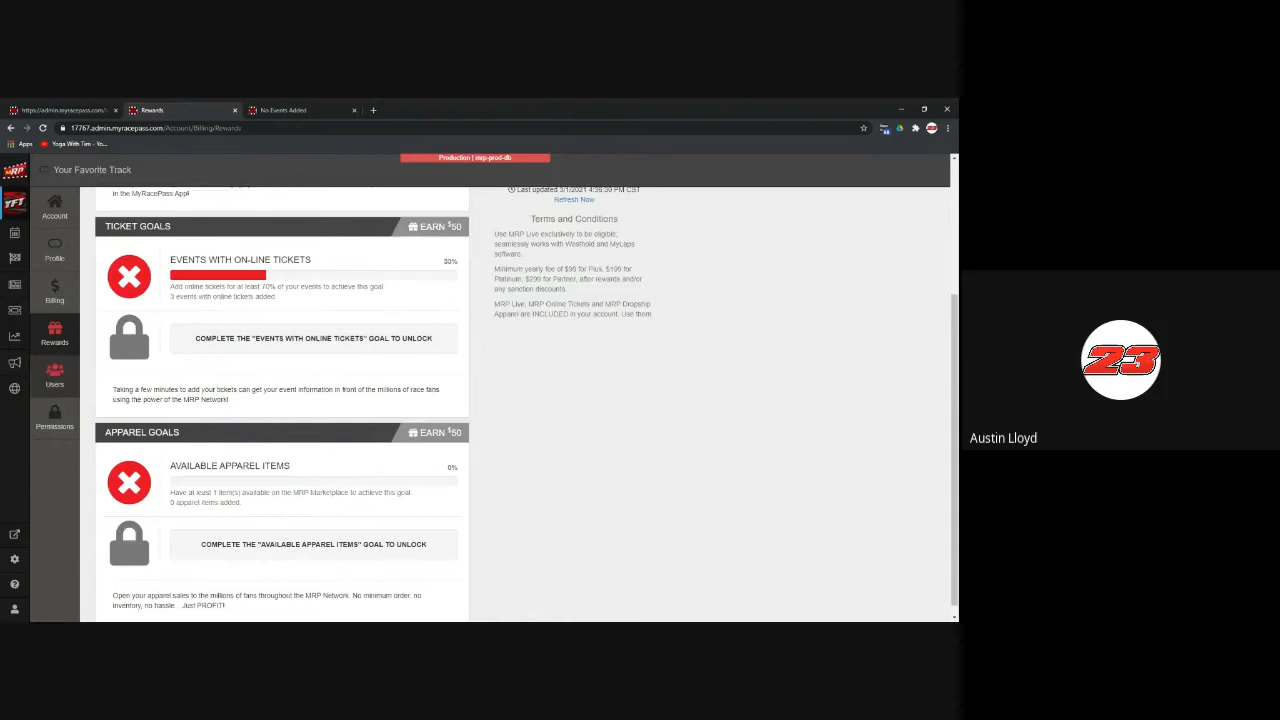 https://admin.myracepass.com/
Rewards
No Events Added
17767.admin.myracepass.com/Account/Billing/Rewards
Apps
Yoga With Tim - Yo...
MRP
Your Favorite Track
Production | mrp-prod-db
YFT
Account
Profile
Billing
Rewards
Users
Permissions
in the MyRacePass App!
TICKET GOALS
EARN $50
EVENTS WITH ON-LINE TICKETS
33%
Add online tickets for at least 70% of your events to achieve this goal
3 events with online tickets added.
COMPLETE THE "EVENTS WITH ONLINE TICKETS" GOAL TO UNLOCK
Taking a few minutes to add your tickets can get your event information in front of the millions of race fans
using the power of the MRP Network!
APPAREL GOALS
EARN $50
AVAILABLE APPAREL ITEMS
0%
Have at least 1 item(s) available on the MRP Marketplace to achieve this goal
0 apparel items added.
COMPLETE THE "AVAILABLE APPAREL ITEMS" GOAL TO UNLOCK
Open your apparel sales to the millions of fans throughout the MRP Network. No minimum order, no
inventory, no hassle... Just PROFIT!
Last updated 3/1/2021 4:36:30 PM CST
Refresh Now
Terms and Conditions
Use MRP Live exclusively to be eligible;
seamlessly works with Westhold and MyLaps
software.
Minimum yearly fee of $99 for Plus, $199 for
Platinum, $299 for Partner, after rewards and/or
any sanction discounts.
MRP Live, MRP Online Tickets and MRP Dropship
Apparel are INCLUDED in your account. Use them
23
Austin Lloyd